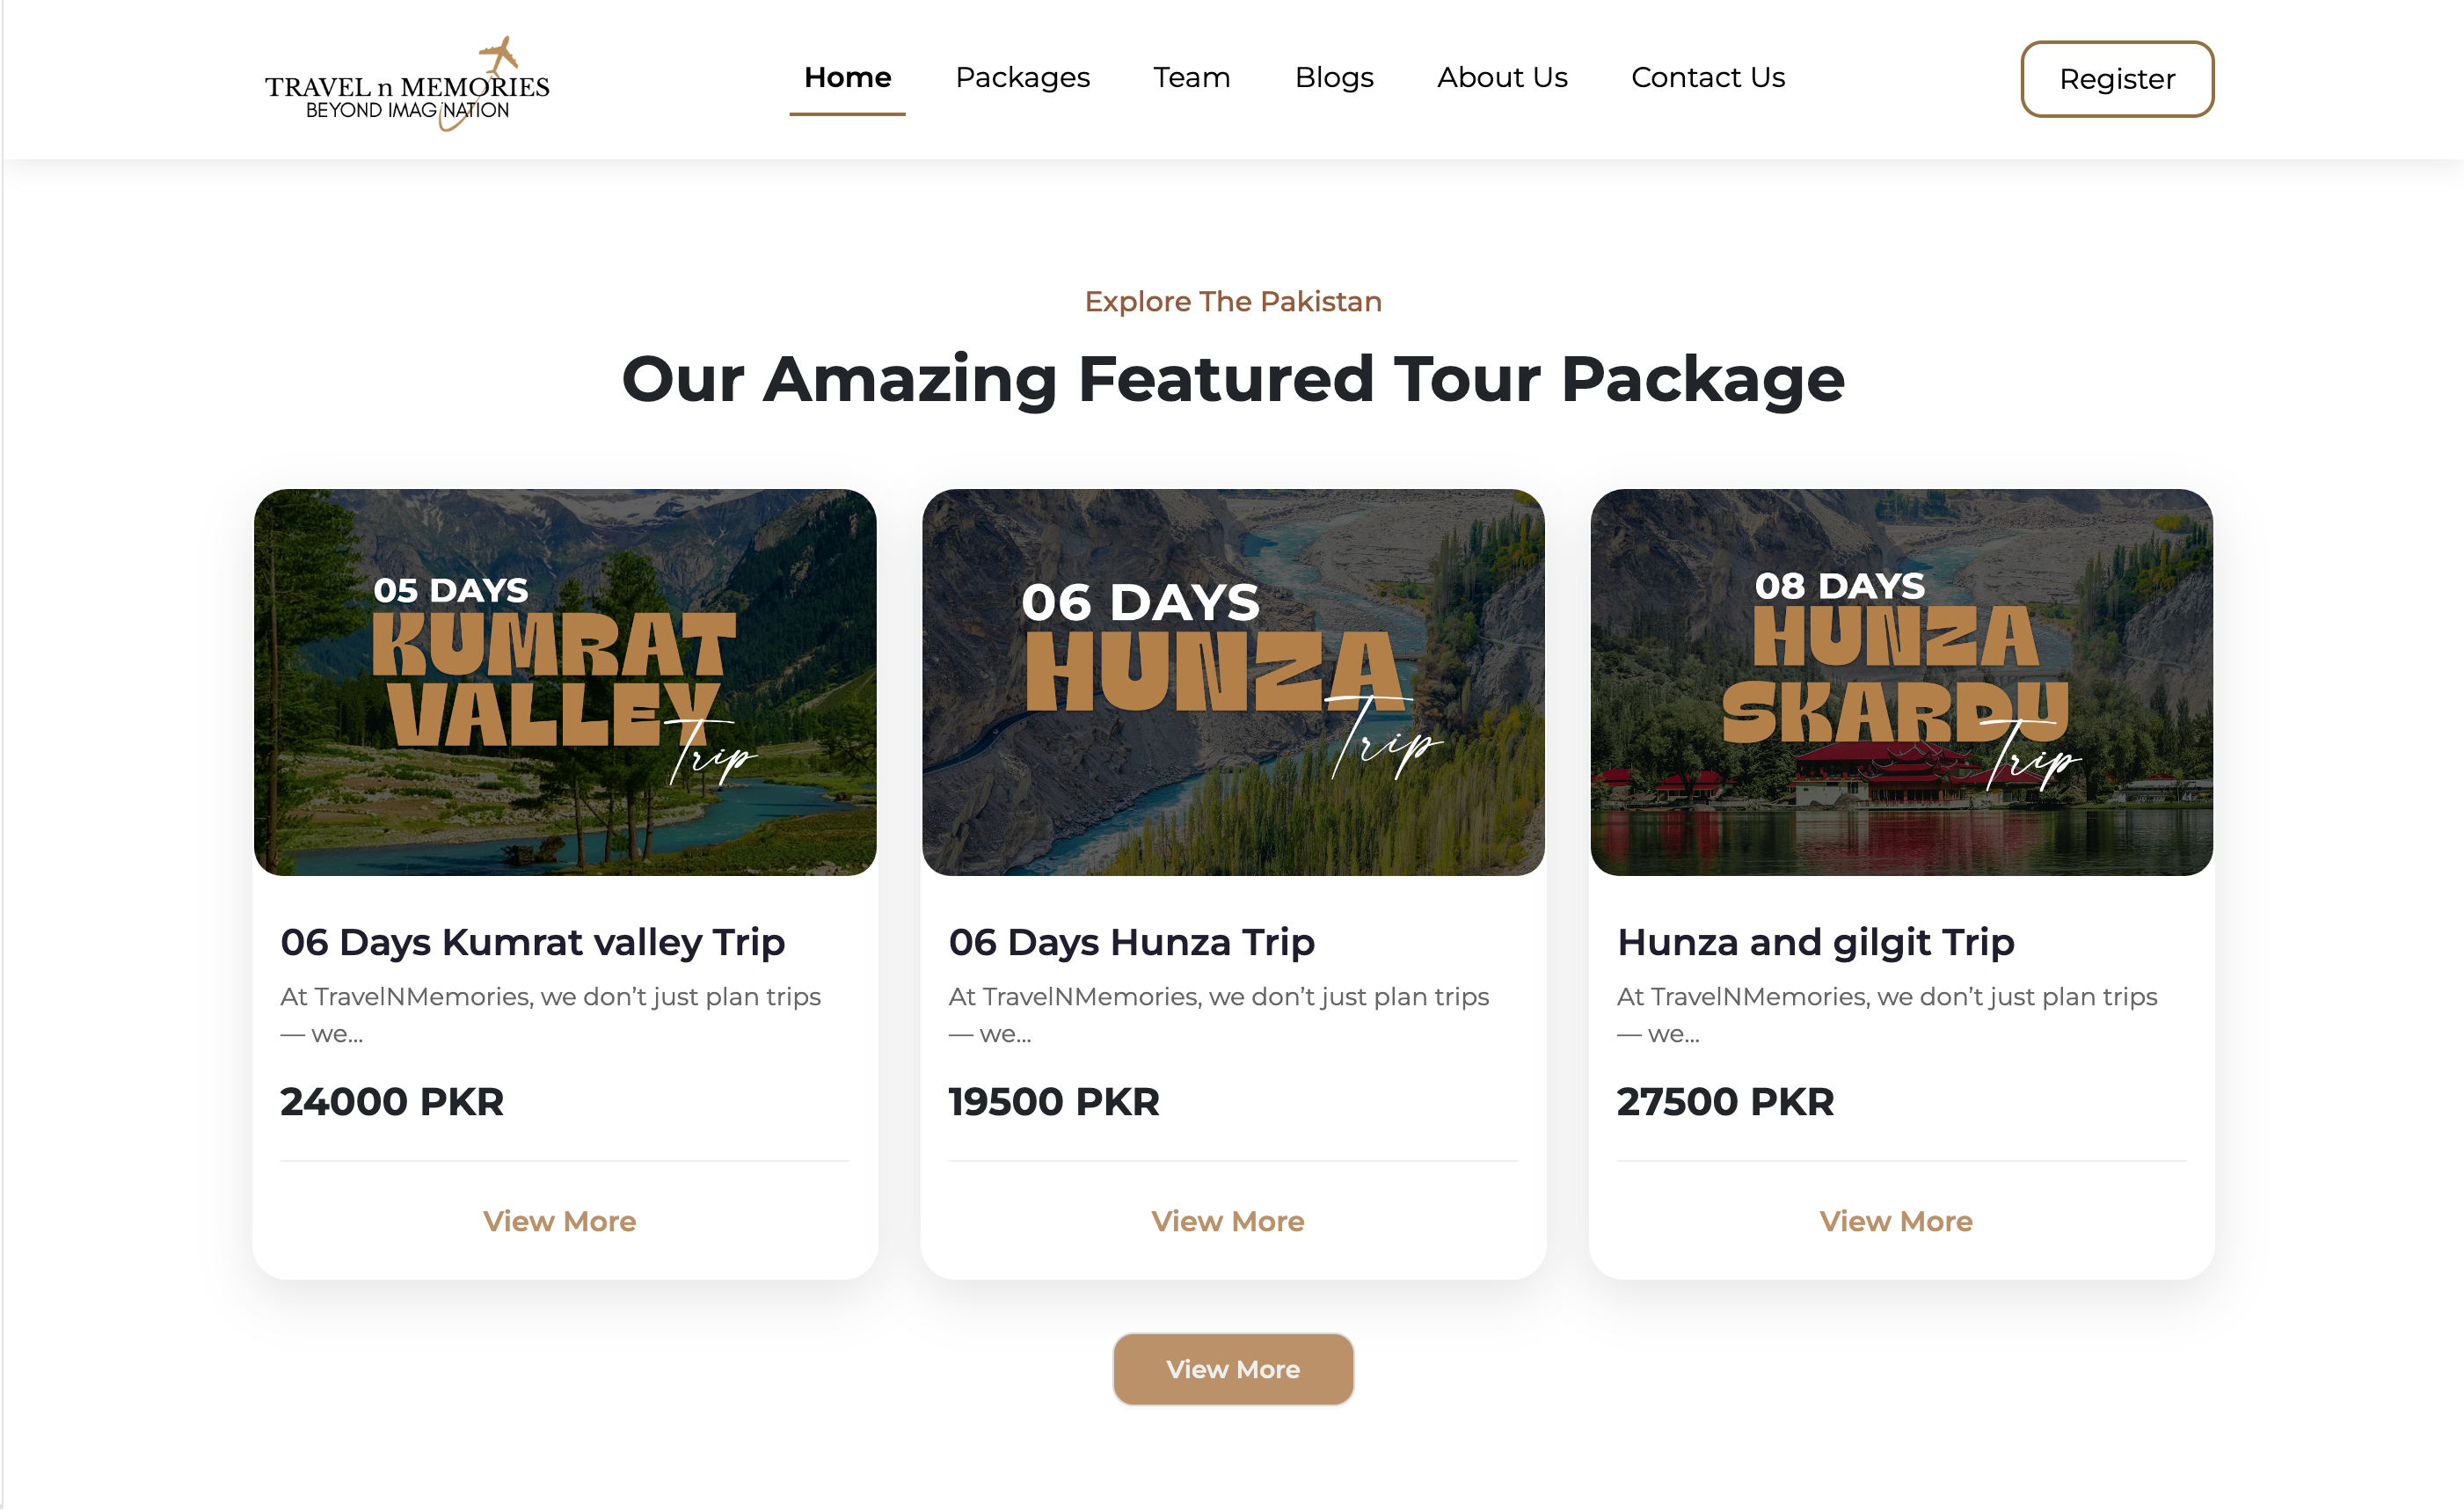 TRAVEL n MEMORIES
BEYOND IMAGiNATION
Home
Packages
Team
Blogs
About Us
Contact Us
Register
Explore The Pakistan
Our Amazing Featured Tour Package
05 DAYS
KUMRAT
VALLEY
Trip
06 Days Kumrat valley Trip
At TravelNMemories, we don’t just plan trips
— we...
24000 PKR
View More
06 DAYS
HUNZA
Trip
06 Days Hunza Trip
At TravelNMemories, we don’t just plan trips
— we...
19500 PKR
View More
08 DAYS
HUNZA
SKARDU
Trip
Hunza and gilgit Trip
At TravelNMemories, we don’t just plan trips
— we...
27500 PKR
View More
View More